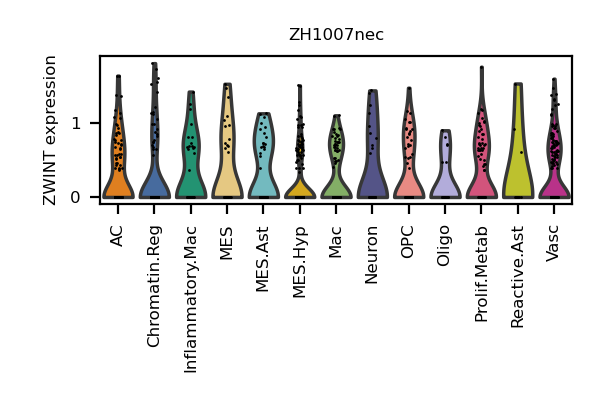 ZH1007nec
ZWINT expression
1
0
AC
Chromatin.Reg
Inflammatory.Mac
MES
MES.Ast
MES.Hyp
Mac
Neuron
OPC
Oligo
Prolif.Metab
Reactive.Ast
Vasc